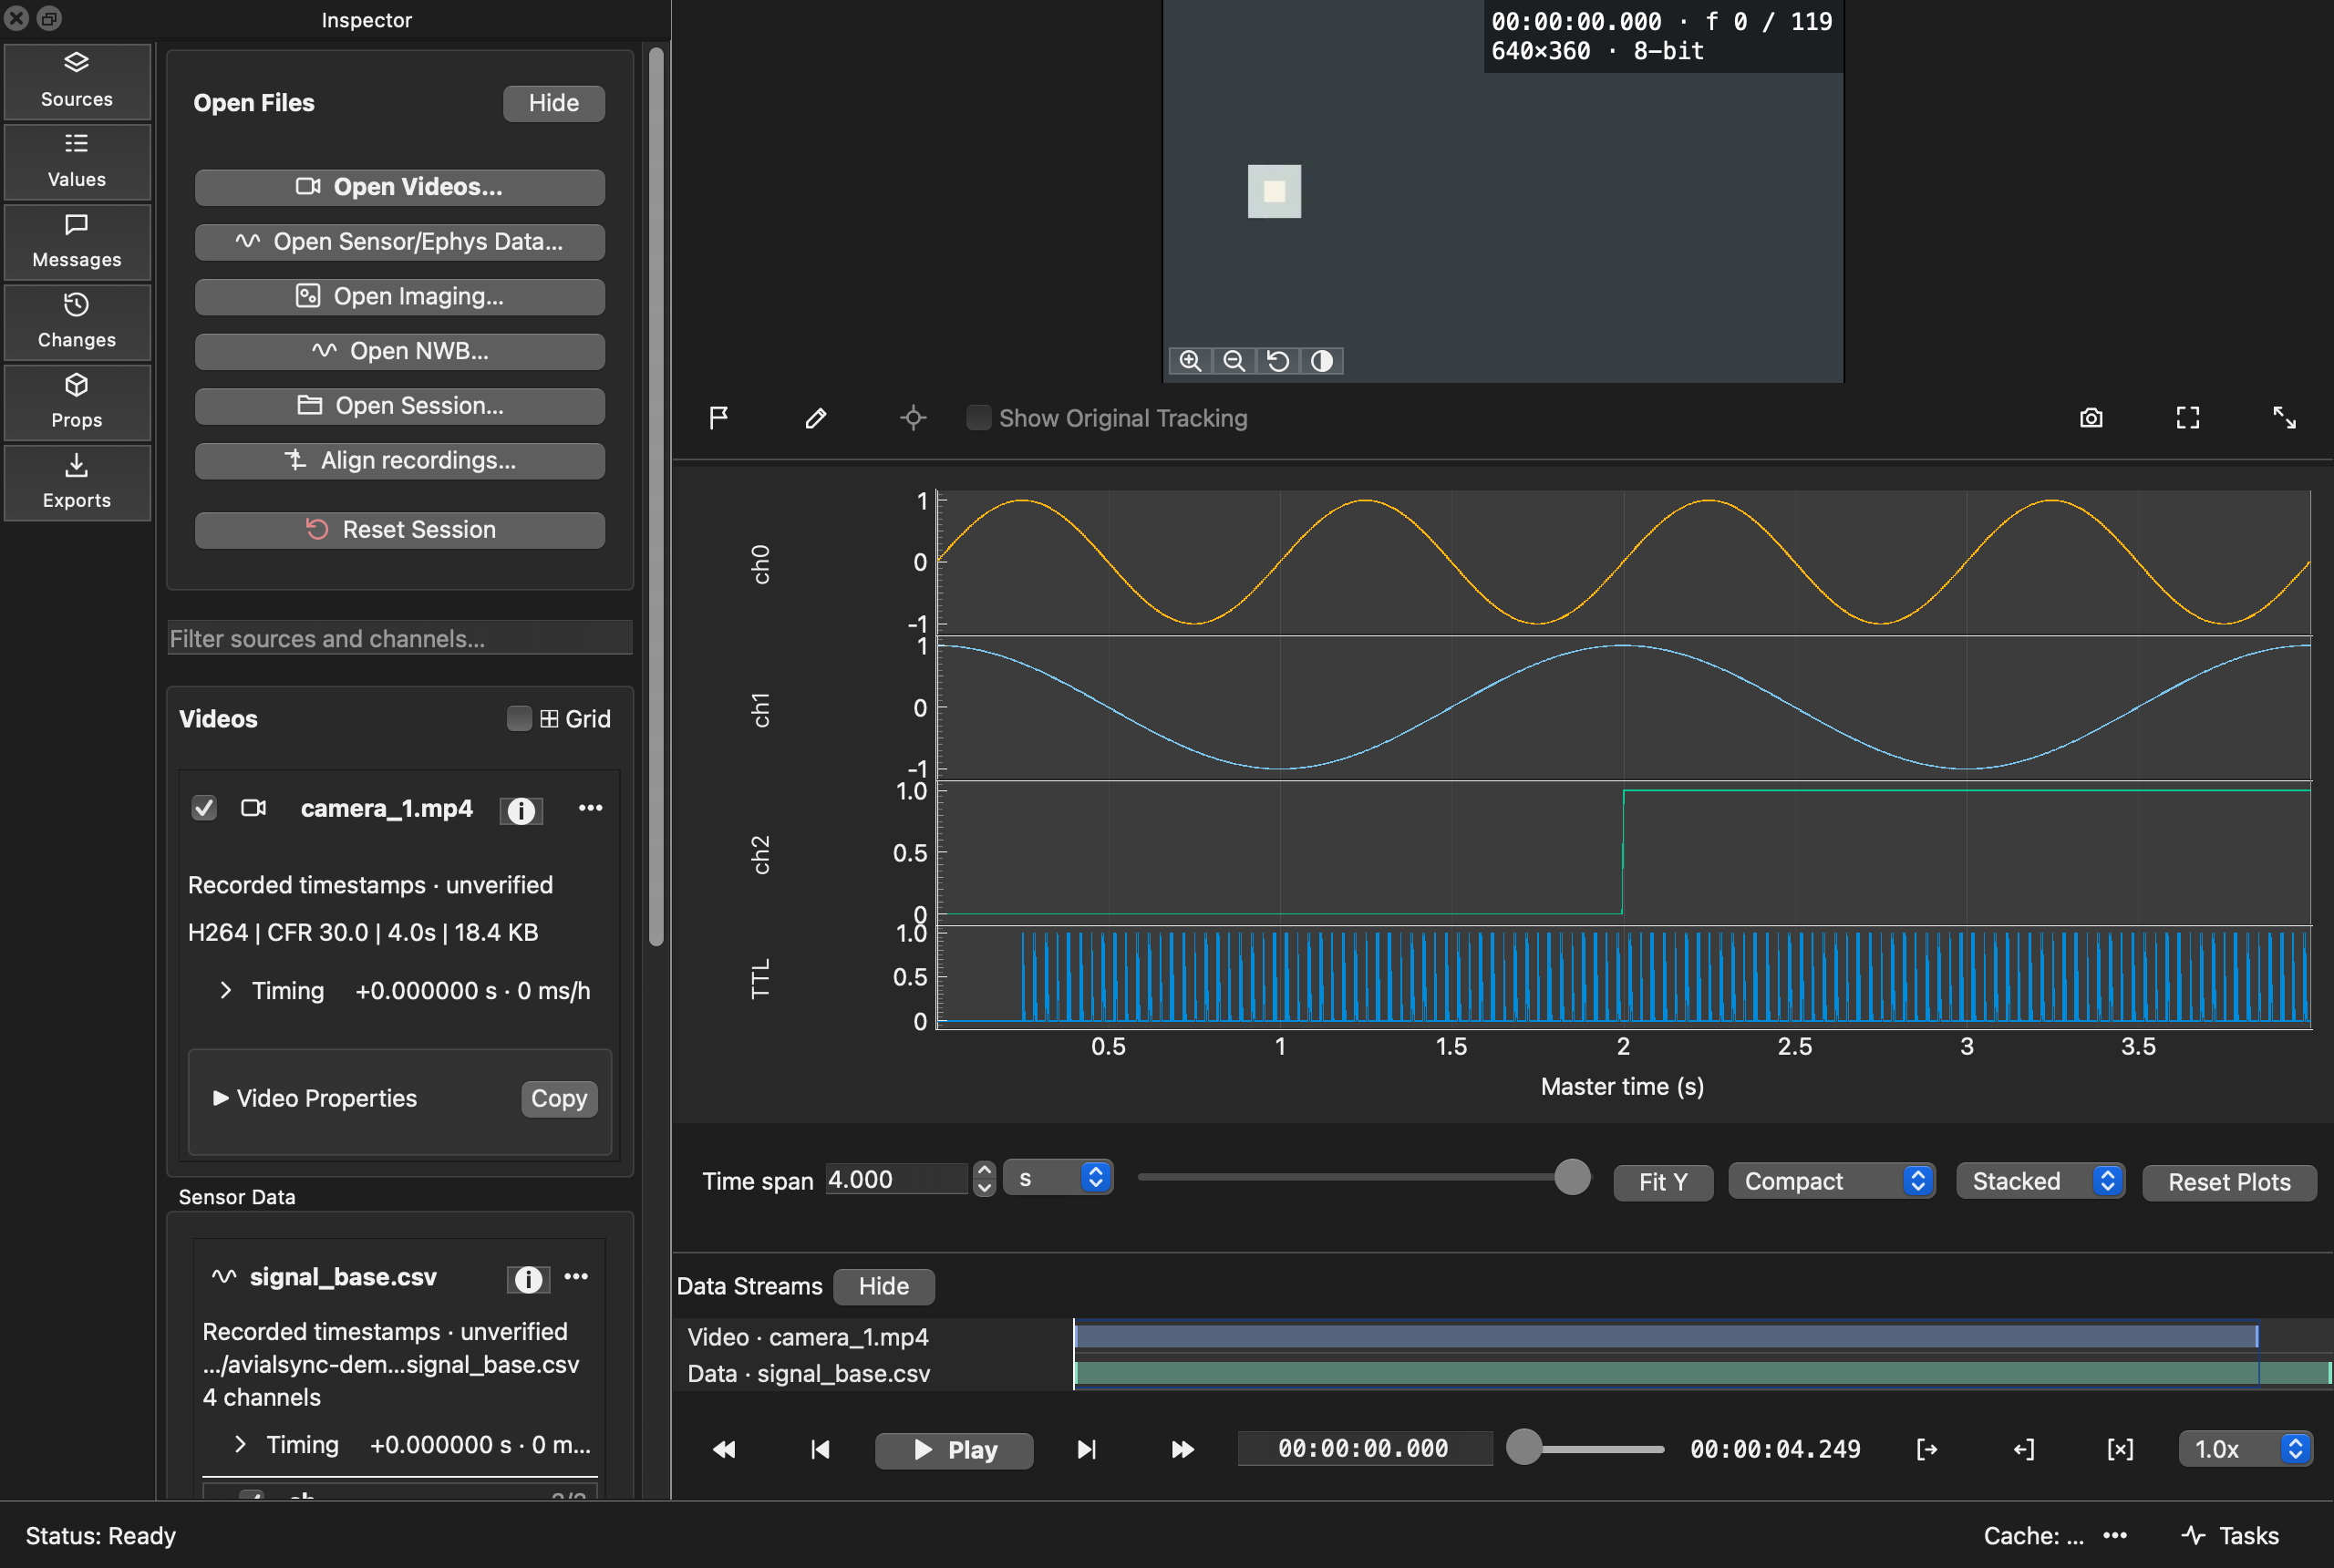 Inspector
Sources
Values
Messages
Changes
Props
Exports
Open Files
Hide
Open Videos...
Open Sensor/Ephys Data...
Open Imaging...
Open NWB...
Open Session...
Align recordings...
Reset Session
Filter sources and channels...
Videos
Grid
camera_1.mp4
Recorded timestamps · unverified
H264 | CFR 30.0 | 4.0s | 18.4 KB
Timing +0.000000 s · 0 ms/h
Video Properties
Copy
Sensor Data
signal_base.csv
Recorded timestamps · unverified
.../avialsync-dem...signal_base.csv
4 channels
Timing +0.000000 s · 0 m...
00:00:00.000 · f 0 / 119
640×360 · 8-bit
Show Original Tracking
ch0
1
0
-1
ch1
1
0
-1
ch2
1.0
0.5
0
TTL
1.0
0.5
0
0.5 1 1.5 2 2.5 3 3.5
Master time (s)
Time span 4.000 s Fit Y Compact Stacked Reset Plots
Data Streams Hide
Video · camera_1.mp4
Data · signal_base.csv
Play 00:00:00.000 00:00:04.249 1.0x
Status: Ready
Cache: ... Tasks